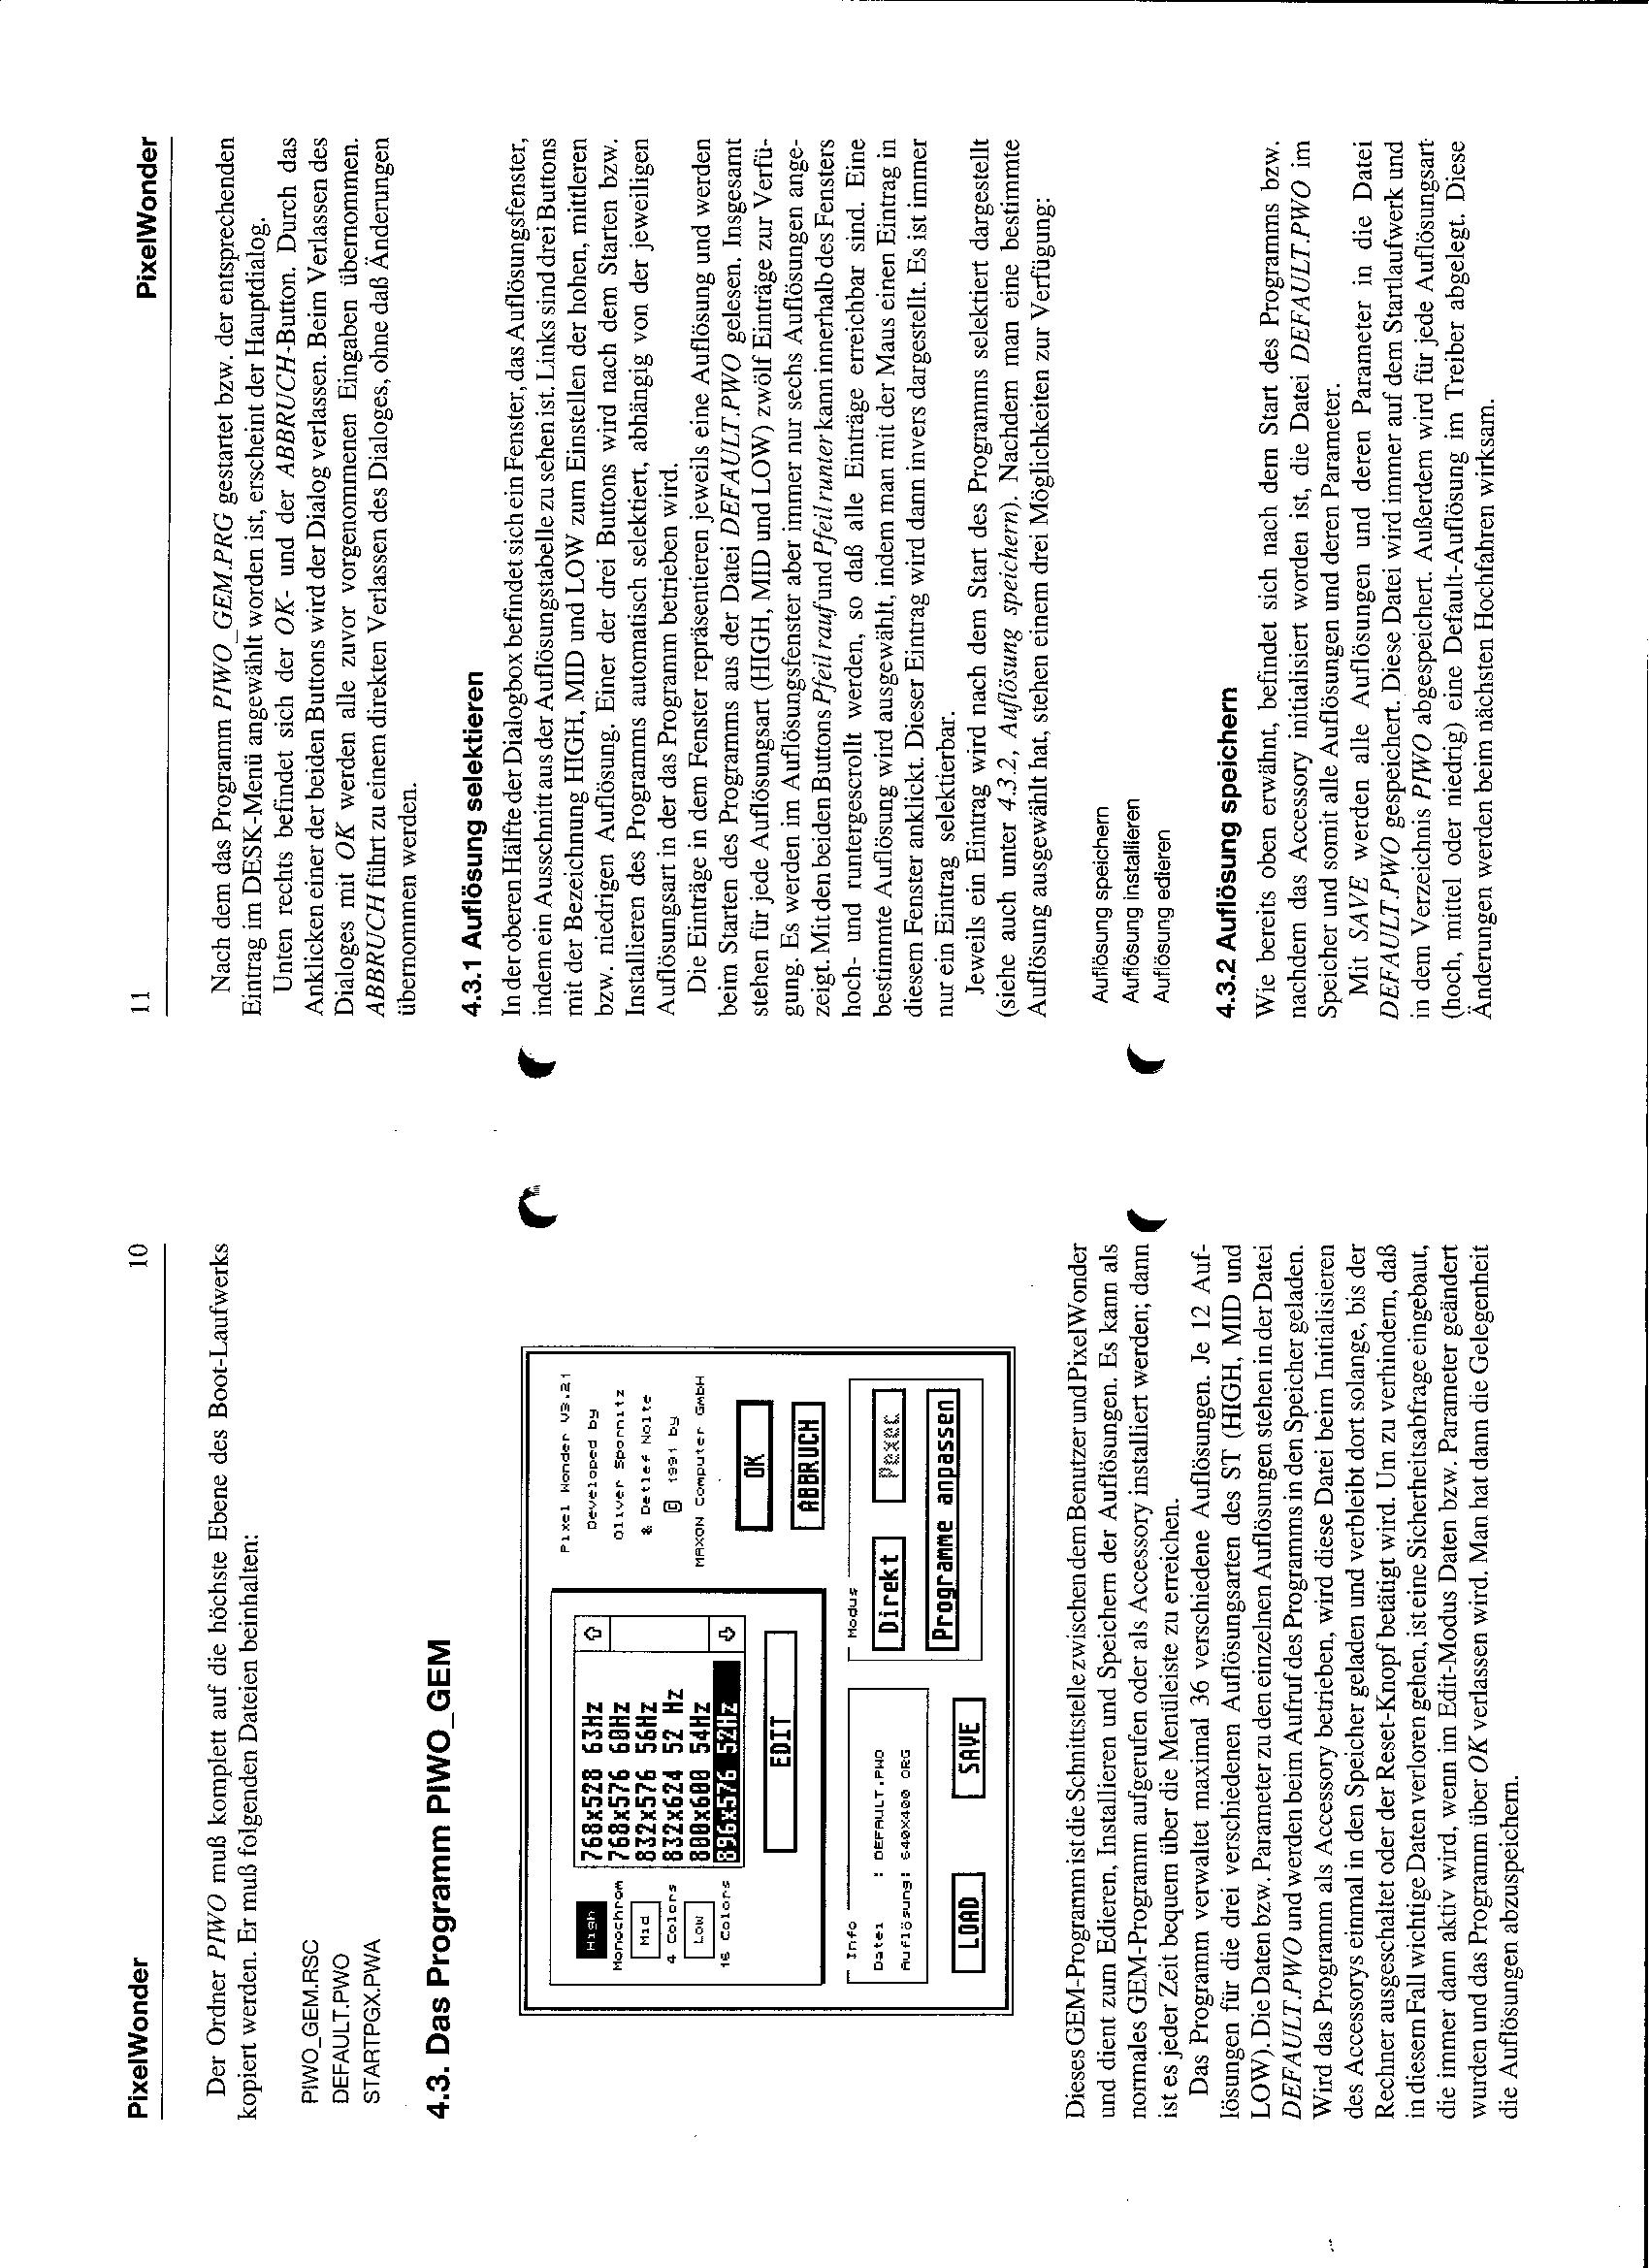 PixelWonder 10
Der Ordner PIWO muß komplett auf die höchste Ebene des Boot-Laufwerks
kopiert werden. Er muß folgenden Dateien beinhalten:
PIWO_GEM.RSC
DEFAULT.PWO
STARTPGX.PWA
4.3. Das Programm PIWO_GEM
High
Monochrom
Mid
4 Colors
Low
16 Colors
768x528 63Hz
768x576 60Hz
832x576 56Hz
832x624 52 Hz
800x600 54Hz
896x576 52Hz
EDIT
Pixel Wonder V3.21
Developed by
Oliver Spornitz
& Detlef Nolte
© 1991 by
MAXON Computer GmbH
OK
ABBRUCH
Info
Datei : DEFAULT.PWO
Auflösung: 640x400 ORG
LOAD
SAVE
Modus
Direkt
Programme anpassen
Dieses GEM-Programm ist die Schnittstelle zwischen dem Benutzer und PixelWonder
und dient zum Edieren, Installieren und Speichern der Auflösungen. Es kann als
normales GEM-Programm aufgerufen oder als Accessory installiert werden; dann
ist es jeder Zeit bequem über die Menüleiste zu erreichen.
Das Programm verwaltet maximal 36 verschiedene Auflösungen. Je 12 Auf-
lösungen für die drei verschiedenen Auflösungsarten des ST (HIGH, MID und
LOW). Die Daten bzw. Parameter zu den einzelnen Auflösungen stehen in der Datei
DEFAULT.PWO und werden beim Aufruf des Programms in den Speicher geladen.
Wird das Programm als Accessory betrieben, wird diese Datei beim Initialisieren
des Accessorys einmal in den Speicher geladen und verbleibt dort solange, bis der
Rechner ausgeschaltet oder der Reset-Knopf betätigt wird. Um zu verhindern, daß
in diesem Fall wichtige Daten verloren gehen, ist eine Sicherheitsabfrage eingebaut,
die immer dann aktiv wird, wenn im Edit-Modus Daten bzw. Parameter geändert
wurden und das Programm über OK verlassen wird. Man hat dann die Gelegenheit
die Auflösungen abzuspeichern.
11 PixelWonder
Nach dem das Programm PIWO_GEM.PRG gestartet bzw. der entsprechenden
Eintrag im DESK-Menü angewählt worden ist, erscheint der Hauptdialog.
Unten rechts befindet sich der OK- und der ABBRUCH-Button. Durch das
Anklicken einer der beiden Buttons wird der Dialog verlassen. Beim Verlassen des
Dialoges mit OK werden alle zuvor vorgenommenen Eingaben übernommen.
ABBRUCH führt zu einem direkten Verlassen des Dialoges, ohne daß Änderungen
übernommen werden.
4.3.1 Auflösung selektieren
In der oberen Hälfte der Dialogbox befindet sich ein Fenster, das Auflösungsfenster,
indem ein Ausschnitt aus der Auflösungstabelle zu sehen ist. Links sind drei Buttons
mit der Bezeichnung HIGH, MID und LOW zum Einstellen der hohen, mittleren
bzw. niedrigen Auflösung. Einer der drei Buttons wird nach dem Starten bzw.
Installieren des Programms automatisch selektiert, abhängig von der jeweiligen
Auflösungsart in der das Programm betrieben wird.
Die Einträge in dem Fenster repräsentieren jeweils eine Auflösung und werden
beim Starten des Programms aus der Datei DEFAULT.PWO gelesen. Insgesamt
stehen für jede Auflösungsart (HIGH, MID und LOW) zwölf Einträge zur Verfü-
gung. Es werden im Auflösungsfenster aber immer nur sechs Auflösungen ange-
zeigt. Mit den beiden Buttons Pfeil rauf und Pfeil runter kann innerhalb des Fensters
hoch- und runtergescrollt werden, so daß alle Einträge erreichbar sind. Eine
bestimmte Auflösung wird ausgewählt, indem man mit der Maus einen Eintrag in
diesem Fenster anklickt. Dieser Eintrag wird dann invers dargestellt. Es ist immer
nur ein Eintrag selektierbar.
Jeweils ein Eintrag wird nach dem Start des Programms selektiert dargestellt
(siehe auch unter 4.3.2, Auflösung speichern). Nachdem man eine bestimmte
Auflösung ausgewählt hat, stehen einem drei Möglichkeiten zur Verfügung:
Auflösung speichern
Auflösung installieren
Auflösung edieren
4.3.2 Auflösung speichern
Wie bereits oben erwähnt, befindet sich nach dem Start des Programms bzw.
nachdem das Accessory initialisiert worden ist, die Datei DEFAULT.PWO im
Speicher und somit alle Auflösungen und deren Parameter.
Mit SAVE werden alle Auflösungen und deren Parameter in die Datei
DEFAULT.PWO gespeichert. Diese Datei wird immer auf dem Startlaufwerk und
in dem Verzeichnis PIWO abgespeichert. Außerdem wird für jede Auflösungsart
(hoch, mittel oder niedrig) eine Default-Auflösung im Treiber abgelegt. Diese
Änderungen werden beim nächsten Hochfahren wirksam.